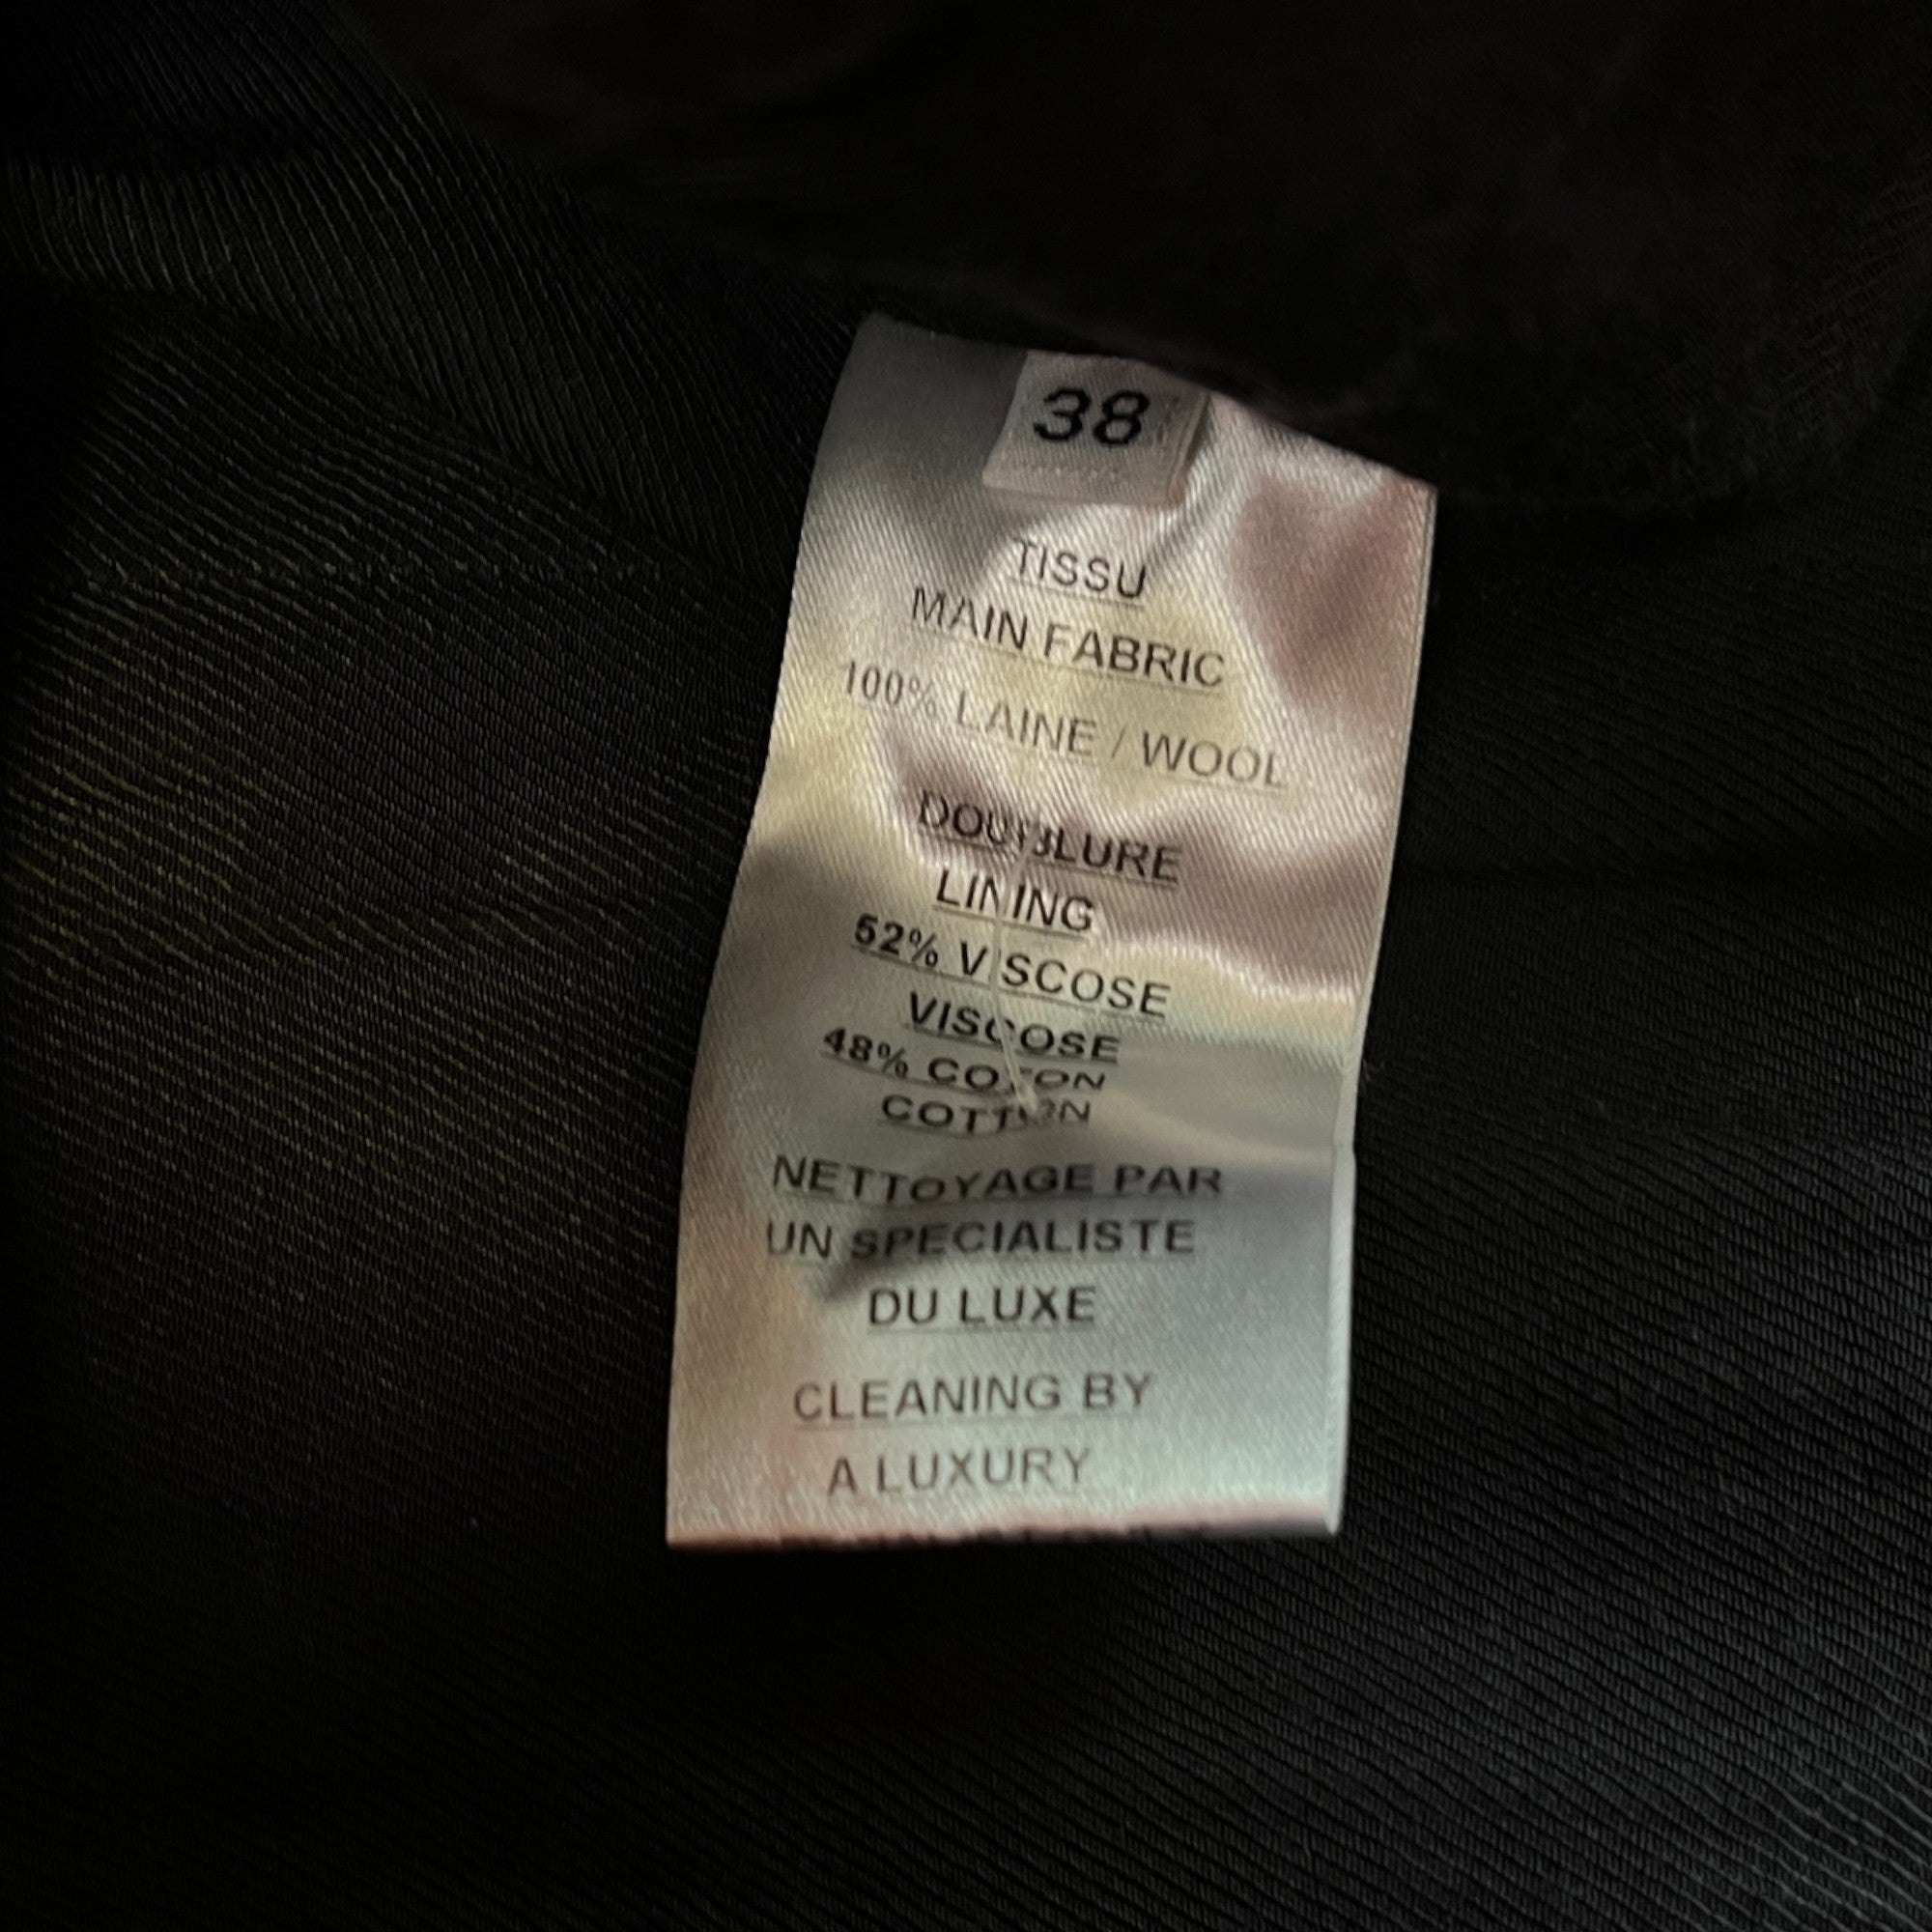 38
TISSU
MAIN FABRIC
100% LAINE / WOOL
DOUBLURE
LINING
52% VISCOSE
VISCOSE
48% COTON
COTTON
NETTOYAGE PAR
UN SPECIALISTE
DU LUXE
CLEANING BY
A LUXURY